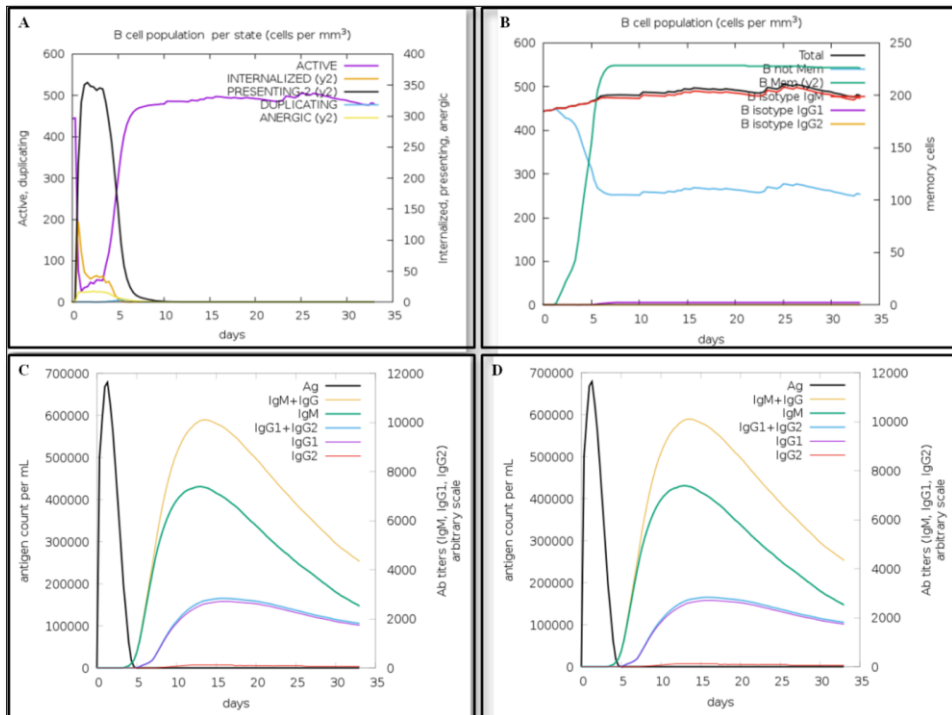 A
B cell population per state (cells per mm³)
ACTIVE
INTERNALIZED (y2)
PRESENTING-2 (y2)
DUPLICATING
ANERGIC (y2)
Active, duplicating
Internalized, presenting, anergic
600
500
400
300
200
100
0
400
350
300
250
200
150
100
50
0
0 5 10 15 20 25 30 35
days
B
B cell population (cells per mm³)
Total
B not Mem
B Mem (y2)
B isotype IgM
B isotype IgG1
B isotype IgG2
memory cells
600
500
400
300
200
100
0
250
200
150
100
50
0
0 5 10 15 20 25 30 35
days
C
Ag
IgM+IgG
IgM
IgG1+IgG2
IgG1
IgG2
antigen count per mL
Ab titers (IgM, IgG1, IgG2)
arbitrary scale
700000
600000
500000
400000
300000
200000
100000
0
12000
10000
8000
6000
4000
2000
0
0 5 10 15 20 25 30 35
days
D
Ag
IgM+IgG
IgM
IgG1+IgG2
IgG1
IgG2
antigen count per mL
Ab titers (IgM, IgG1, IgG2)
arbitrary scale
700000
600000
500000
400000
300000
200000
100000
0
12000
10000
8000
6000
4000
2000
0
0 5 10 15 20 25 30 35
days